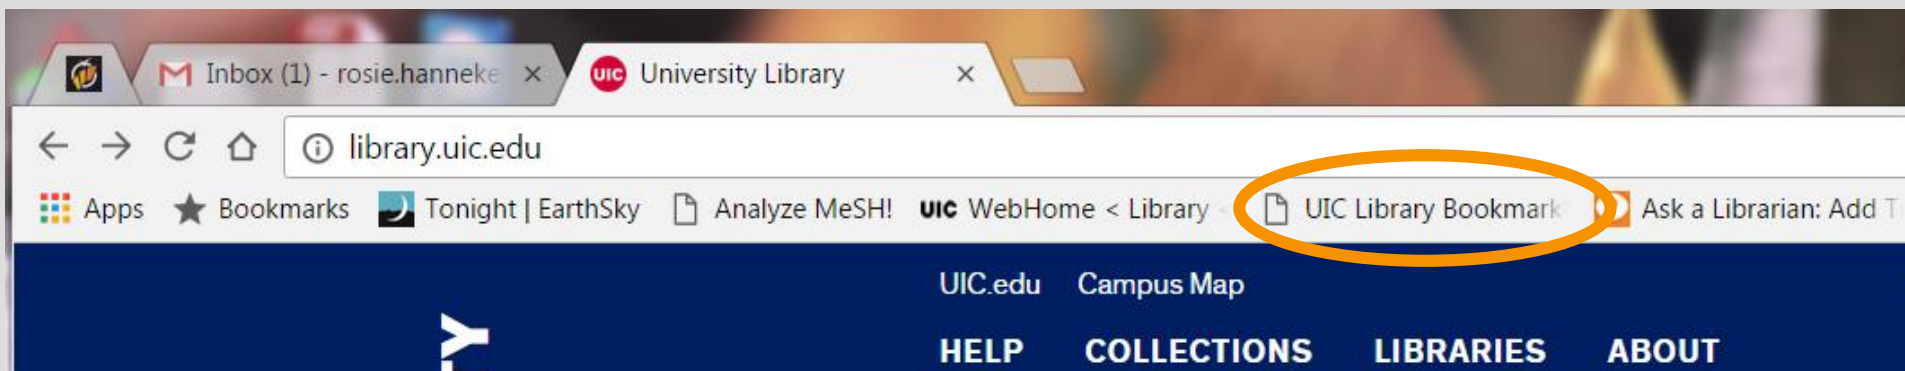 Inbox (1) - rosie.hanneke
UIC University Library
library.uic.edu
Apps Bookmarks Tonight | EarthSky Analyze MeSH! UIC WebHome < Library < UIC Library Bookmark Ask a Librarian: Add T
UIC.edu Campus Map
Y
HELP COLLECTIONS LIBRARIES ABOUT